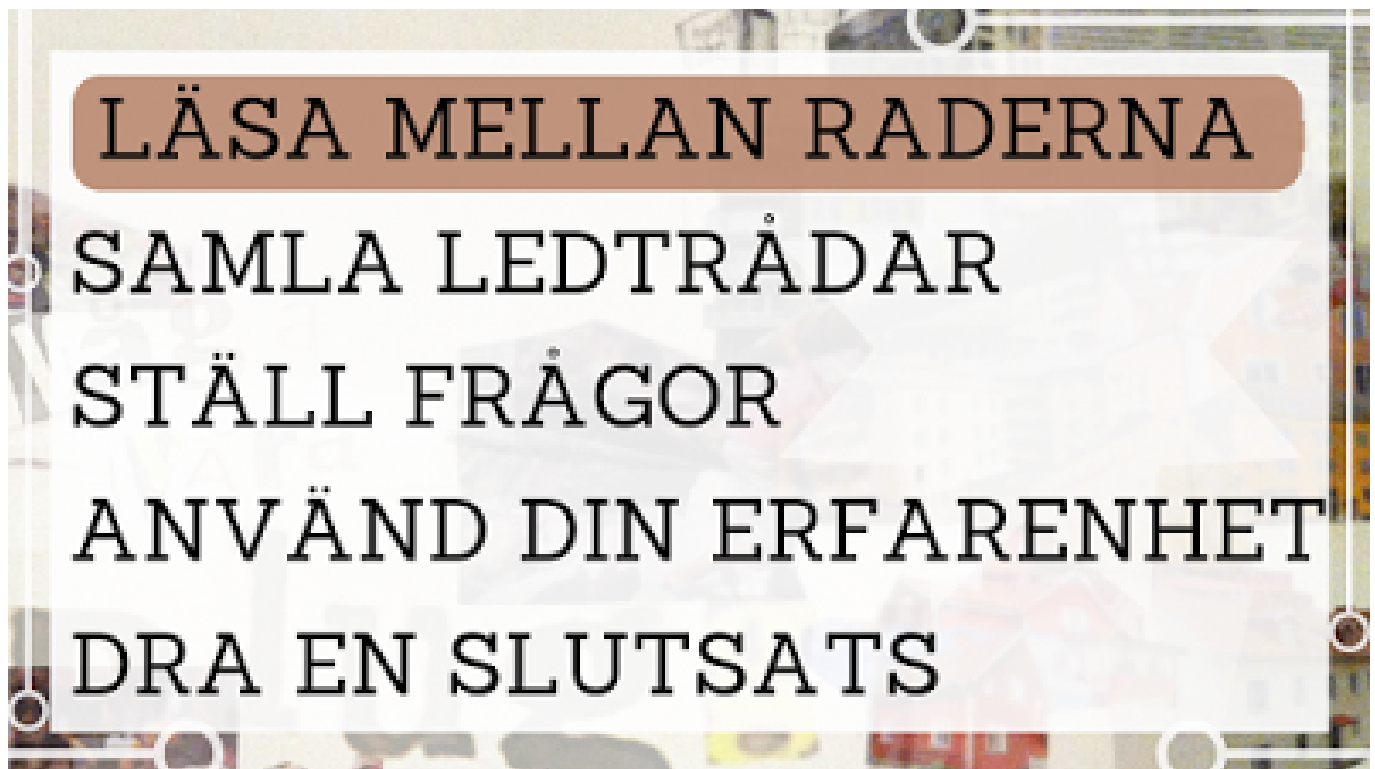 LÄSA MELLAN RADERNA
SAMLA LEDTRÅDAR
STÄLL FRÅGOR
ANVÄND DIN ERFARENHET
DRA EN SLUTSATS